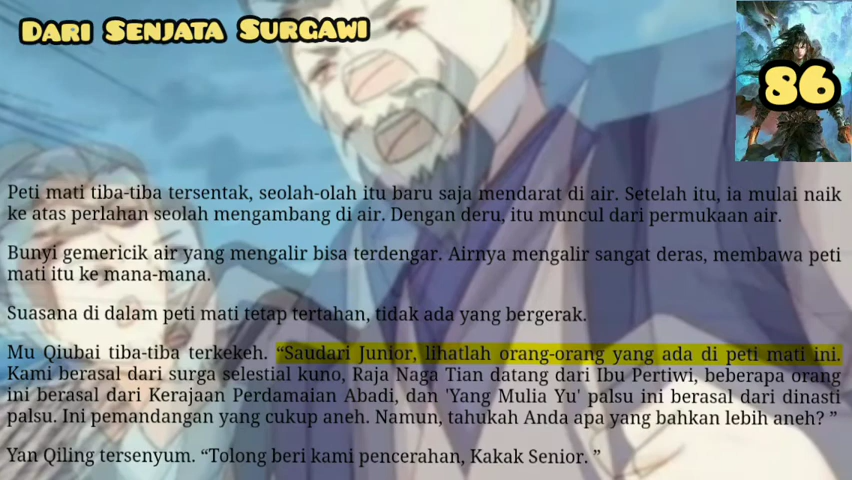 Dari Senjata Surgawi
86
Peti mati tiba-tiba tersentak, seolah-olah itu baru saja mendarat di air. Setelah itu, ia mulai naik
ke atas perlahan seolah mengambang di air. Dengan deru, itu muncul dari permukaan air.
Bunyi gemericik air yang mengalir bisa terdengar. Airnya mengalir sangat deras, membawa peti
mati itu ke mana-mana.
Suasana di dalam peti mati tetap tertahan, tidak ada yang bergerak.
Mu Qiubai tiba-tiba terkekeh. “Saudari Junior, lihatlah orang-orang yang ada di peti mati ini.
Kami berasal dari surga selestial kuno, Raja Naga Tian datang dari Ibu Pertiwi, beberapa orang
ini berasal dari Kerajaan Perdamaian Abadi, dan 'Yang Mulia Yu' palsu ini berasal dari dinasti
palsu. Ini pemandangan yang cukup aneh. Namun, tahukah Anda apa yang bahkan lebih aneh? ”
Yan Qiling tersenyum. “Tolong beri kami pencerahan, Kakak Senior. ”